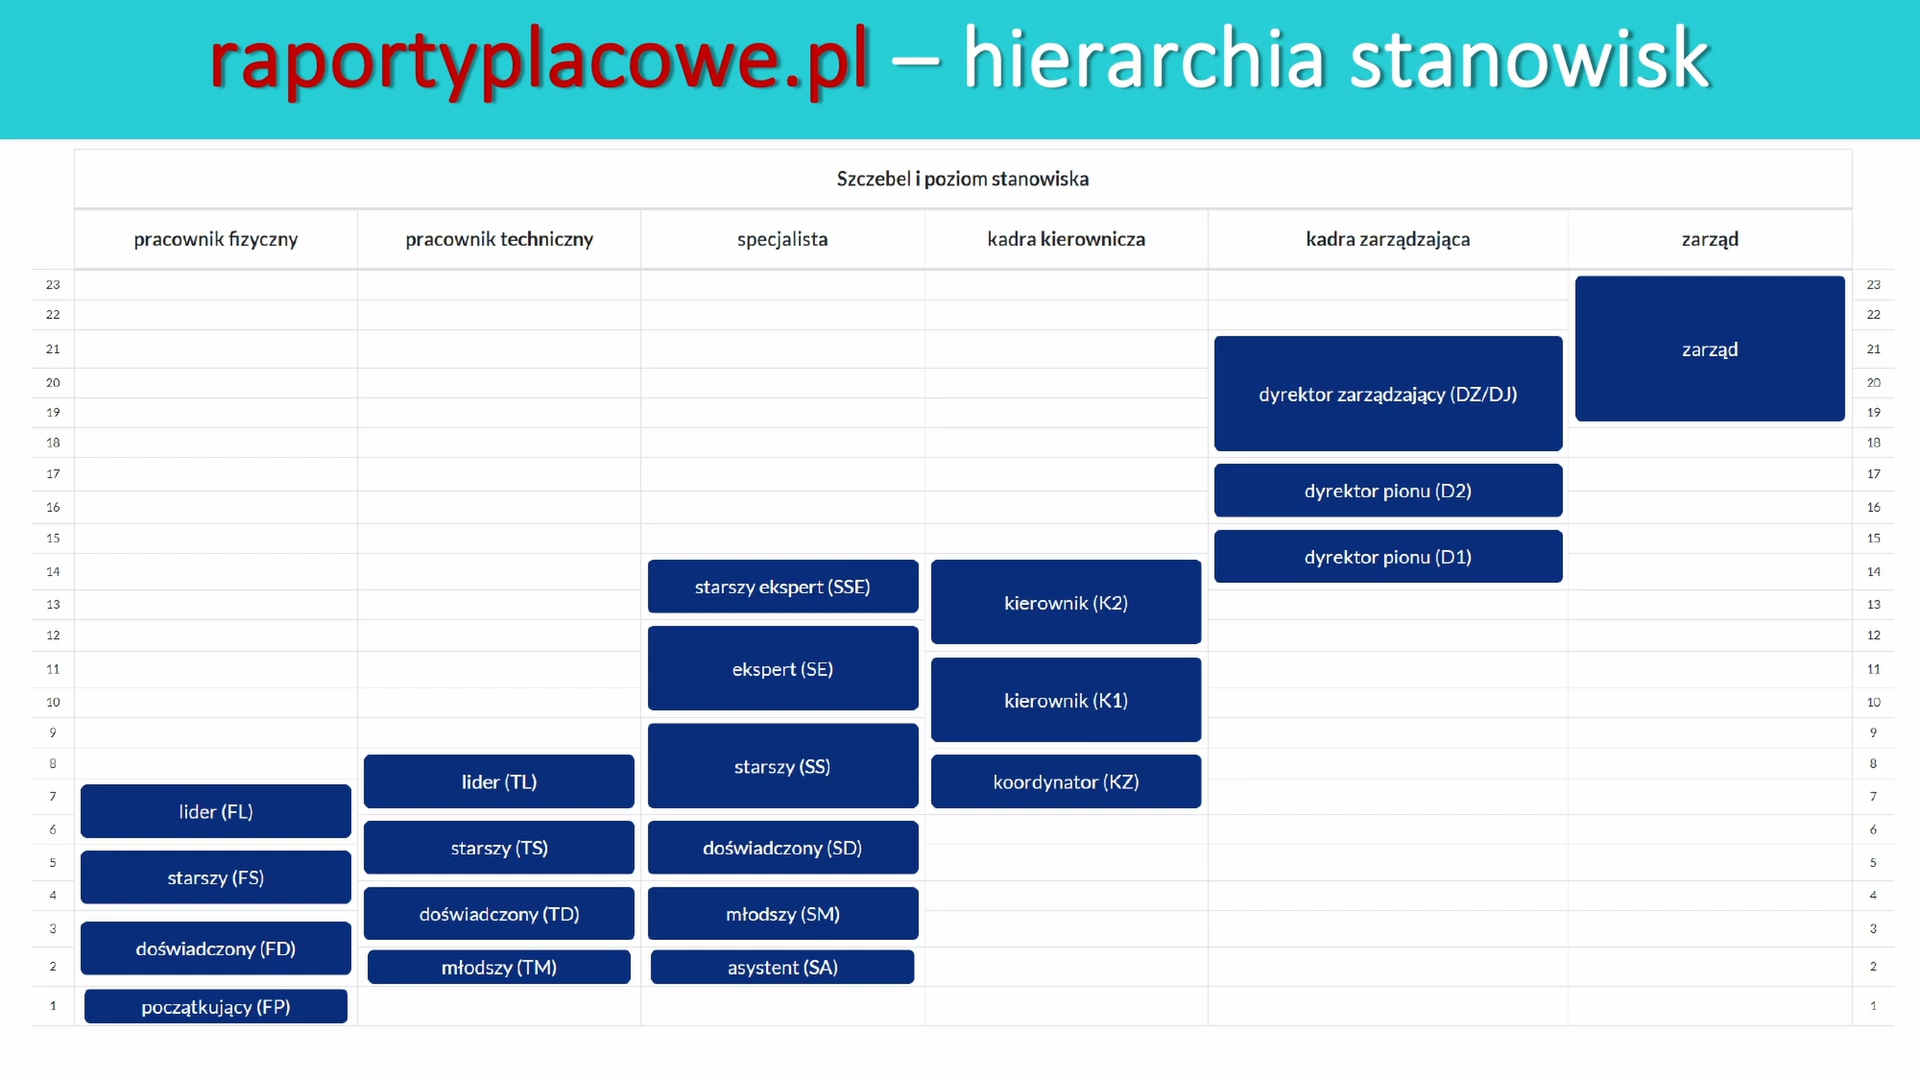 raportyplacowe.pl – hierarchia stanowisk
Szczebel i poziom stanowiska
pracownik fizyczny pracownik techniczny specjalista kadra kierownicza kadra zarządzająca zarząd
23 23
22 22
21 zarząd 21
20 20
dyrektor zarządzający (DZ/DJ)
19 19
18 18
17 17
dyrektor pionu (D2)
16 16
15 15
dyrektor pionu (D1)
14 14
starszy ekspert (SSE)
13 kierownik (K2) 13
12 12
11 ekspert (SE) 11
10 kierownik (K1) 10
9 9
8 starszy (SS) 8
lider (TL) koordynator (KZ)
7 7
lider (FL)
6 6
starszy (TS) doświadczony (SD)
5 5
starszy (FS)
4 4
doświadczony (TD) młodszy (SM)
3 3
doświadczony (FD)
2 młodszy (TM) asystent (SA) 2
1 początkujący (FP) 1